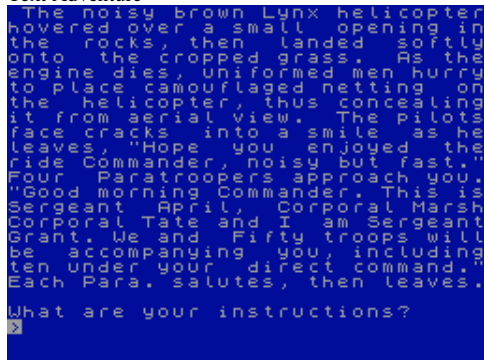 The noisy brown Lynx helicopter
hovered over a small opening in
the rocks, then landed softly
onto the cropped grass. As the
engine dies, uniformed men hurry
to place camouflaged netting on
the helicopter, thus concealing
it from aerial view. The pilots
face cracks into a smile as he
leaves, "Hope you enjoyed the
ride Commander, noisy but fast."
Four Paratroopers approach you.
"Good morning Commander. This is
Sergeant April, Corporal Marsh
Corporal Tate and I am Sergeant
Grant. We and Fifty troops will
be accompanying you, including
ten under your direct command."
Each Para. salutes, then leaves.
What are your instructions?
>